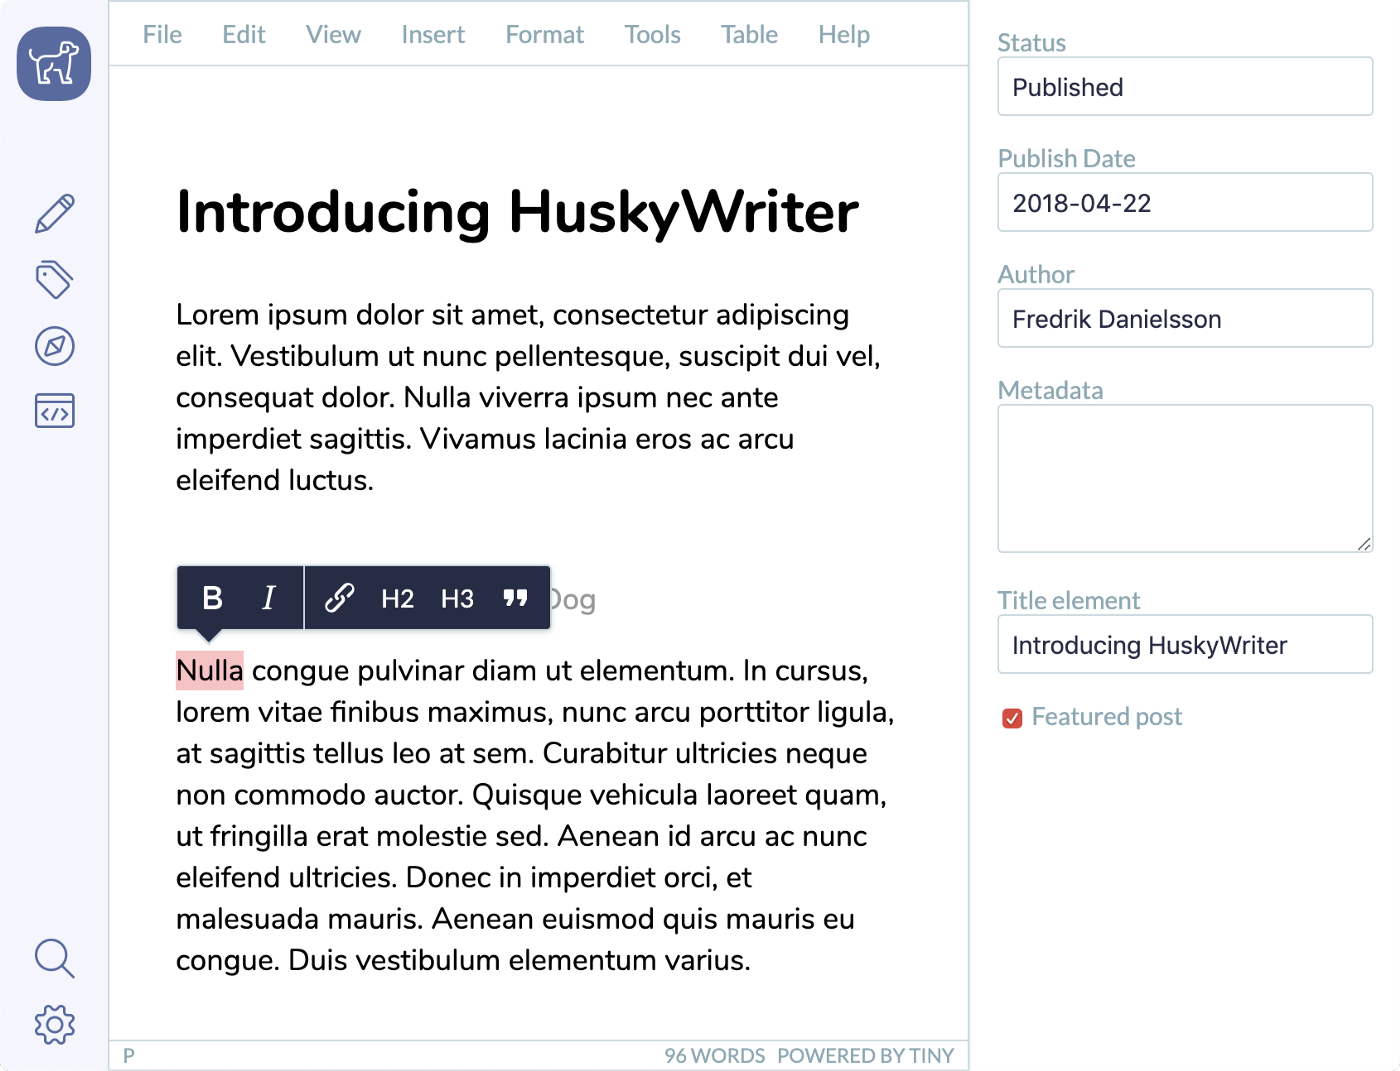 File Edit View Insert Format Tools Table Help
Introducing HuskyWriter
Lorem ipsum dolor sit amet, consectetur adipiscing
elit. Vestibulum ut nunc pellentesque, suscipit dui vel,
consequat dolor. Nulla viverra ipsum nec ante
imperdiet sagittis. Vivamus lacinia eros ac arcu
eleifend luctus.
B I H2 H3 ” Dog
Nulla congue pulvinar diam ut elementum. In cursus,
lorem vitae finibus maximus, nunc arcu porttitor ligula,
at sagittis tellus leo at sem. Curabitur ultricies neque
non commodo auctor. Quisque vehicula laoreet quam,
ut fringilla erat molestie sed. Aenean id arcu ac nunc
eleifend ultricies. Donec in imperdiet orci, et
malesuada mauris. Aenean euismod quis mauris eu
congue. Duis vestibulum elementum varius.
P 96 WORDS POWERED BY TINY
Status
Published
Publish Date
2018-04-22
Author
Fredrik Danielsson
Metadata
Title element
Introducing HuskyWriter
Featured post